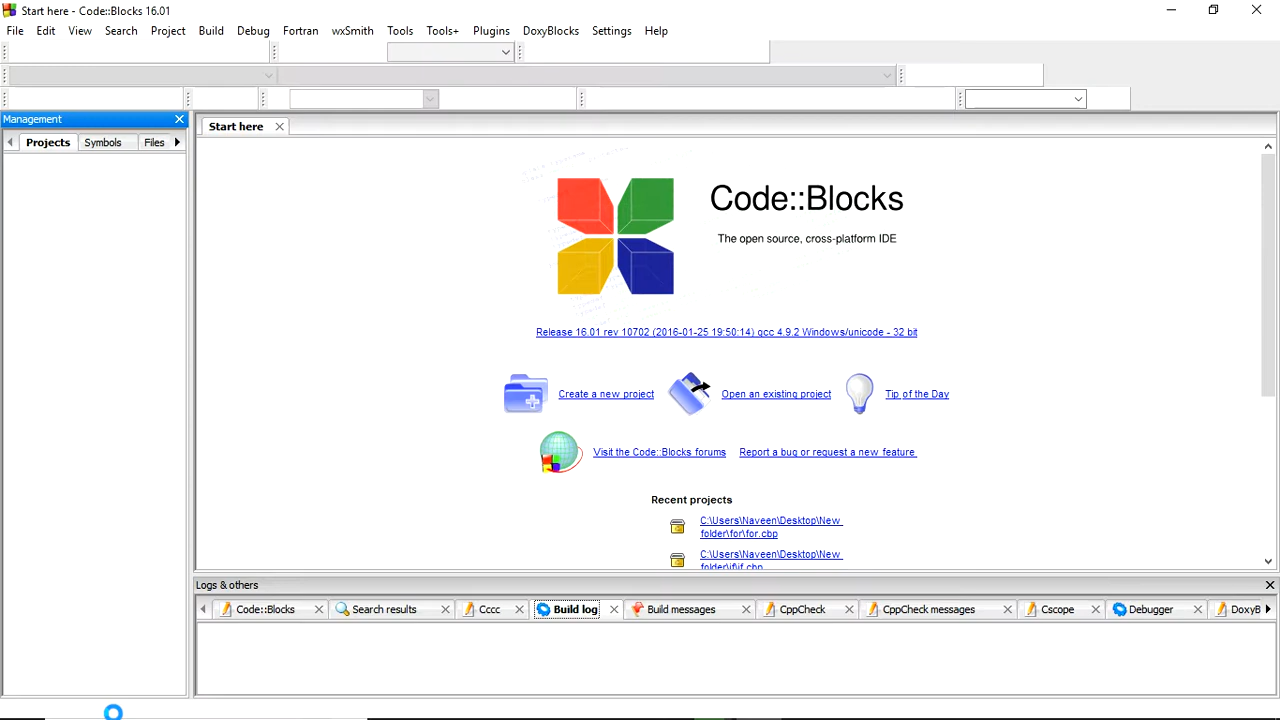 Start here - Code::Blocks 16.01
File Edit View Search Project Build Debug Fortran wxSmith Tools Tools+ Plugins DoxyBlocks Settings Help
Management
Projects Symbols Files
Start here
Code::Blocks
The open source, cross-platform IDE
Release 16.01 rev 10702 (2016-01-25 19:50:14) gcc 4.9.2 Windows/unicode - 32 bit
Create a new project Open an existing project Tip of the Day
Visit the Code::Blocks forums Report a bug or request a new feature
Recent projects
C:\Users\Naveen\Desktop\New
folder\for\for.cbp
C:\Users\Naveen\Desktop\New
folder\if\if.cbp
Logs & others
Code::Blocks Search results Cccc Build log Build messages CppCheck CppCheck messages Cscope Debugger DoxyB